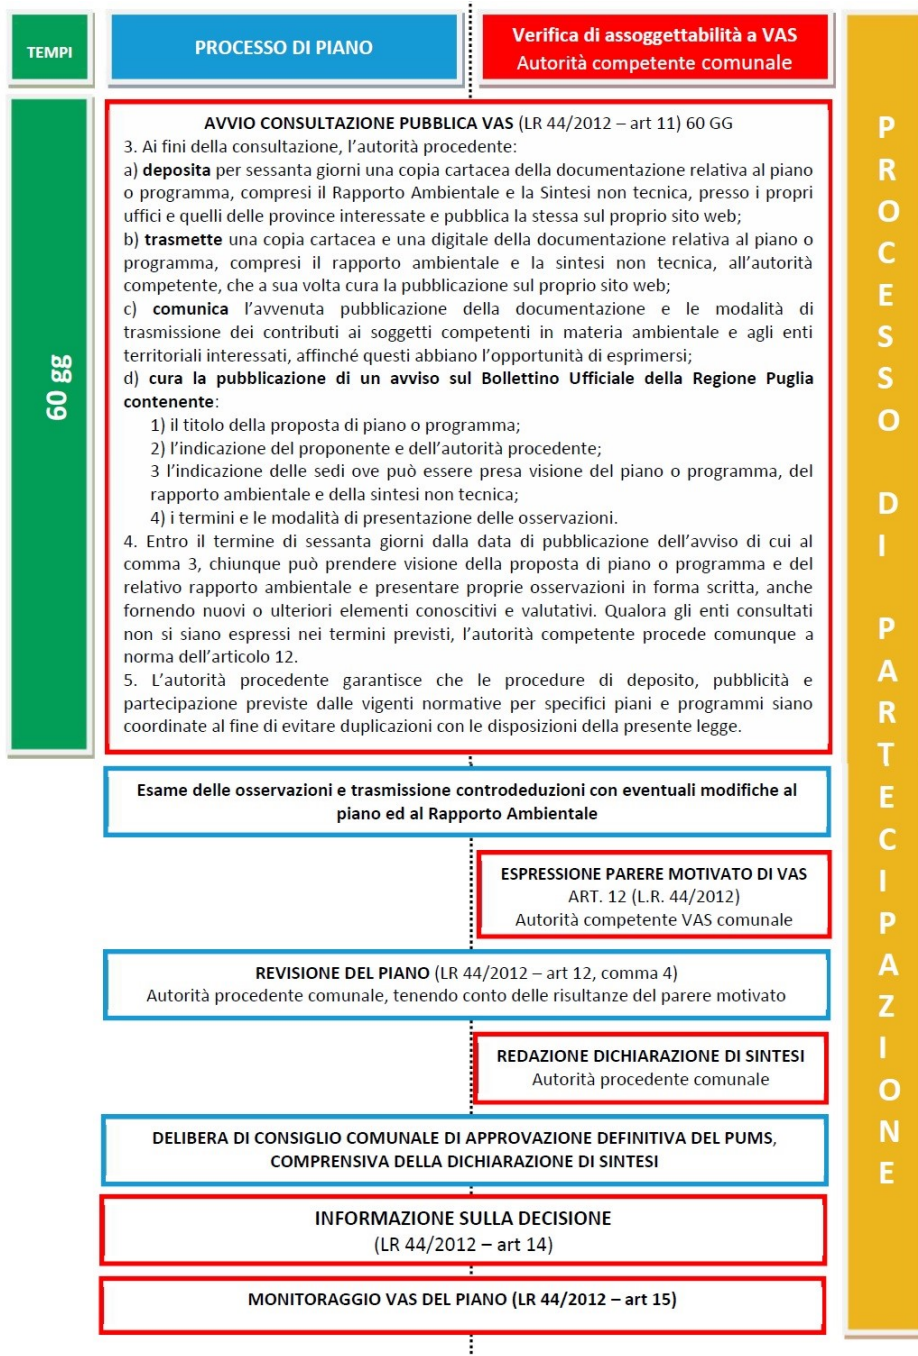 TEMPI
PROCESSO DI PIANO
Verifica di assoggettabilità a VAS
Autorità competente comunale
60 gg
AVVIO CONSULTAZIONE PUBBLICA VAS (LR 44/2012 – art 11) 60 GG
3. Ai fini della consultazione, l’autorità procedente:
a) deposita per sessanta giorni una copia cartacea della documentazione relativa al piano
o programma, compresi il Rapporto Ambientale e la Sintesi non tecnica, presso i propri
uffici e quelli delle province interessate e pubblica la stessa sul proprio sito web;
b) trasmette una copia cartacea e una digitale della documentazione relativa al piano o
programma, compresi il rapporto ambientale e la sintesi non tecnica, all’autorità
competente, che a sua volta cura la pubblicazione sul proprio sito web;
c) comunica l’avvenuta pubblicazione della documentazione e le modalità di
trasmissione dei contributi ai soggetti competenti in materia ambientale e agli enti
territoriali interessati, affinché questi abbiano l’opportunità di esprimersi;
d) cura la pubblicazione di un avviso sul Bollettino Ufficiale della Regione Puglia
contenente:
1) il titolo della proposta di piano o programma;
2) l’indicazione del proponente e dell’autorità procedente;
3 l’indicazione delle sedi ove può essere presa visione del piano o programma, del
rapporto ambientale e della sintesi non tecnica;
4) i termini e le modalità di presentazione delle osservazioni.
4. Entro il termine di sessanta giorni dalla data di pubblicazione dell’avviso di cui al
comma 3, chiunque può prendere visione della proposta di piano o programma e del
relativo rapporto ambientale e presentare proprie osservazioni in forma scritta, anche
fornendo nuovi o ulteriori elementi conoscitivi e valutativi. Qualora gli enti consultati
non si siano espressi nei termini previsti, l’autorità competente procede comunque a
norma dell’articolo 12.
5. L’autorità procedente garantisce che le procedure di deposito, pubblicità e
partecipazione previste dalle vigenti normative per specifici piani e programmi siano
coordinate al fine di evitare duplicazioni con le disposizioni della presente legge.
Esame delle osservazioni e trasmissione controdeduzioni con eventuali modifiche al
piano ed al Rapporto Ambientale
ESPRESSIONE PARERE MOTIVATO DI VAS
ART. 12 (L.R. 44/2012)
Autorità competente VAS comunale
REVISIONE DEL PIANO (LR 44/2012 – art 12, comma 4)
Autorità procedente comunale, tenendo conto delle risultanze del parere motivato
REDAZIONE DICHIARAZIONE DI SINTESI
Autorità procedente comunale
DELIBERA DI CONSIGLIO COMUNALE DI APPROVAZIONE DEFINITIVA DEL PUMS,
COMPRENSIVA DELLA DICHIARAZIONE DI SINTESI
INFORMAZIONE SULLA DECISIONE
(LR 44/2012 – art 14)
MONITORAGGIO VAS DEL PIANO (LR 44/2012 – art 15)
PROCESSO DI PARTECIPAZIONE